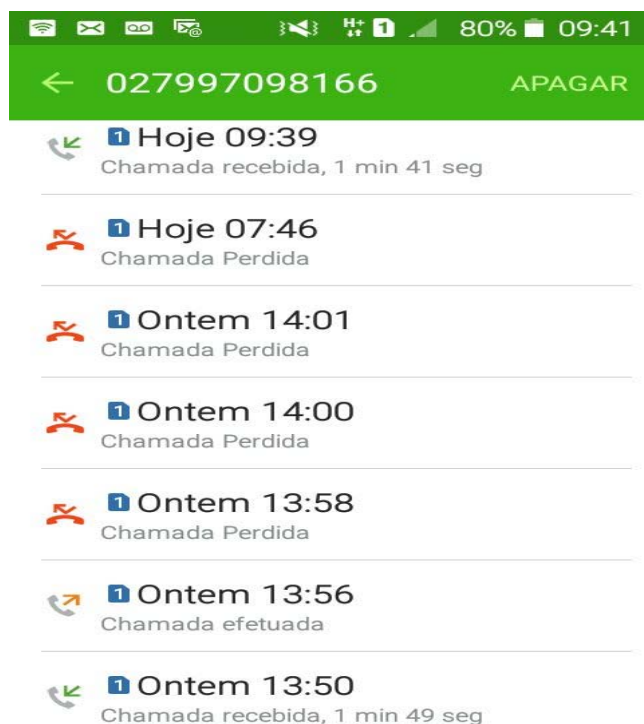 H+ 1 80% 09:41
027997098166 APAGAR
1 Hoje 09:39
Chamada recebida, 1 min 41 seg
1 Hoje 07:46
Chamada Perdida
1 Ontem 14:01
Chamada Perdida
1 Ontem 14:00
Chamada Perdida
1 Ontem 13:58
Chamada Perdida
1 Ontem 13:56
Chamada efetuada
1 Ontem 13:50
Chamada recebida, 1 min 49 seg